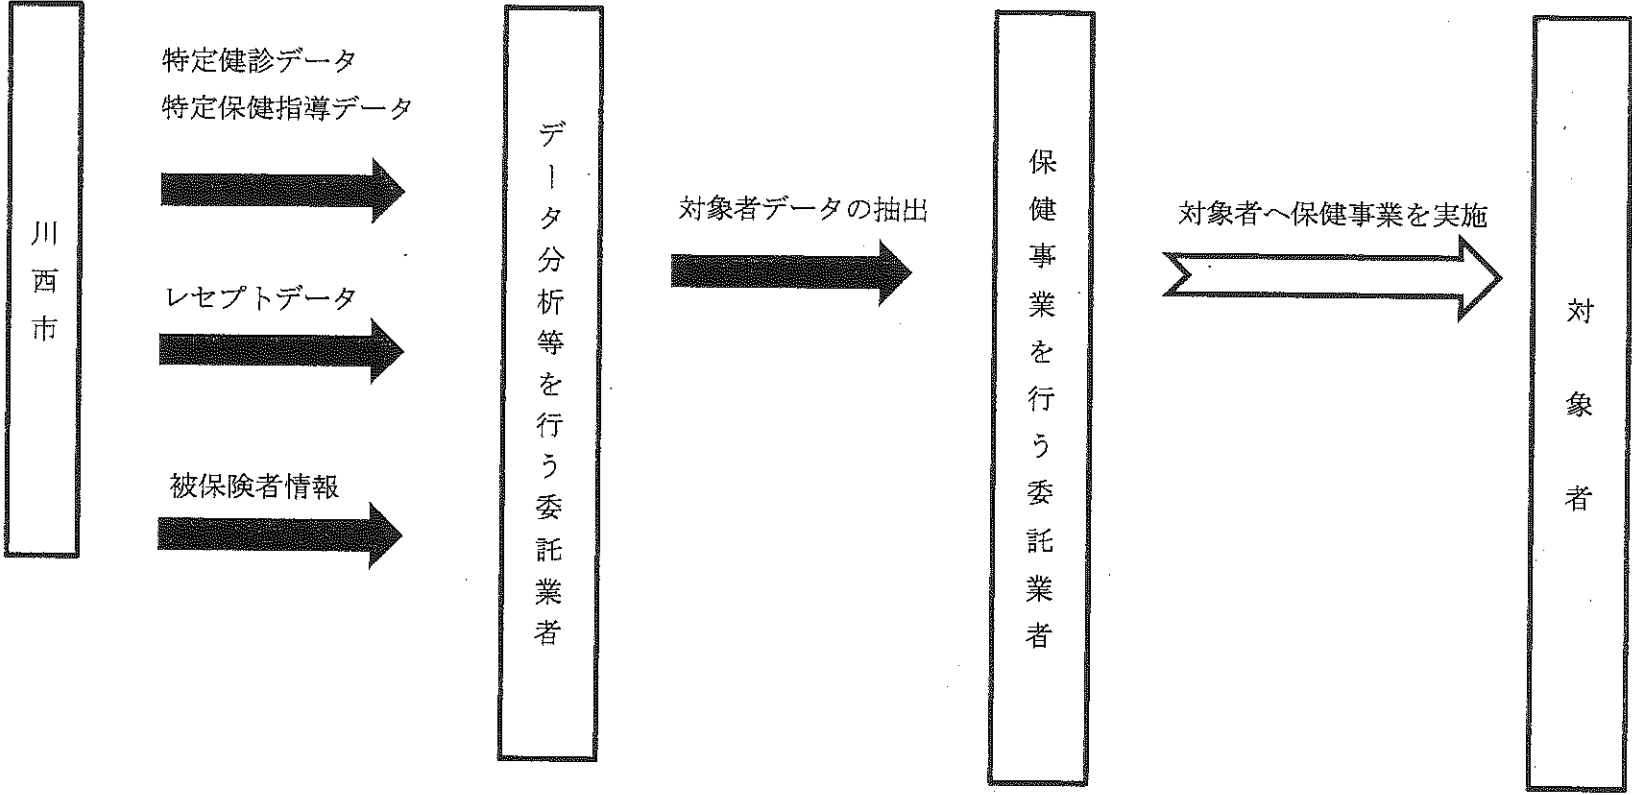 川西市
特定健診データ
特定保健指導データ
レセプトデータ
被保険者情報
データ分析等を行う委託業者
対象者データの抽出
保健事業を行う委託業者
対象者へ保健事業を実施
対象者